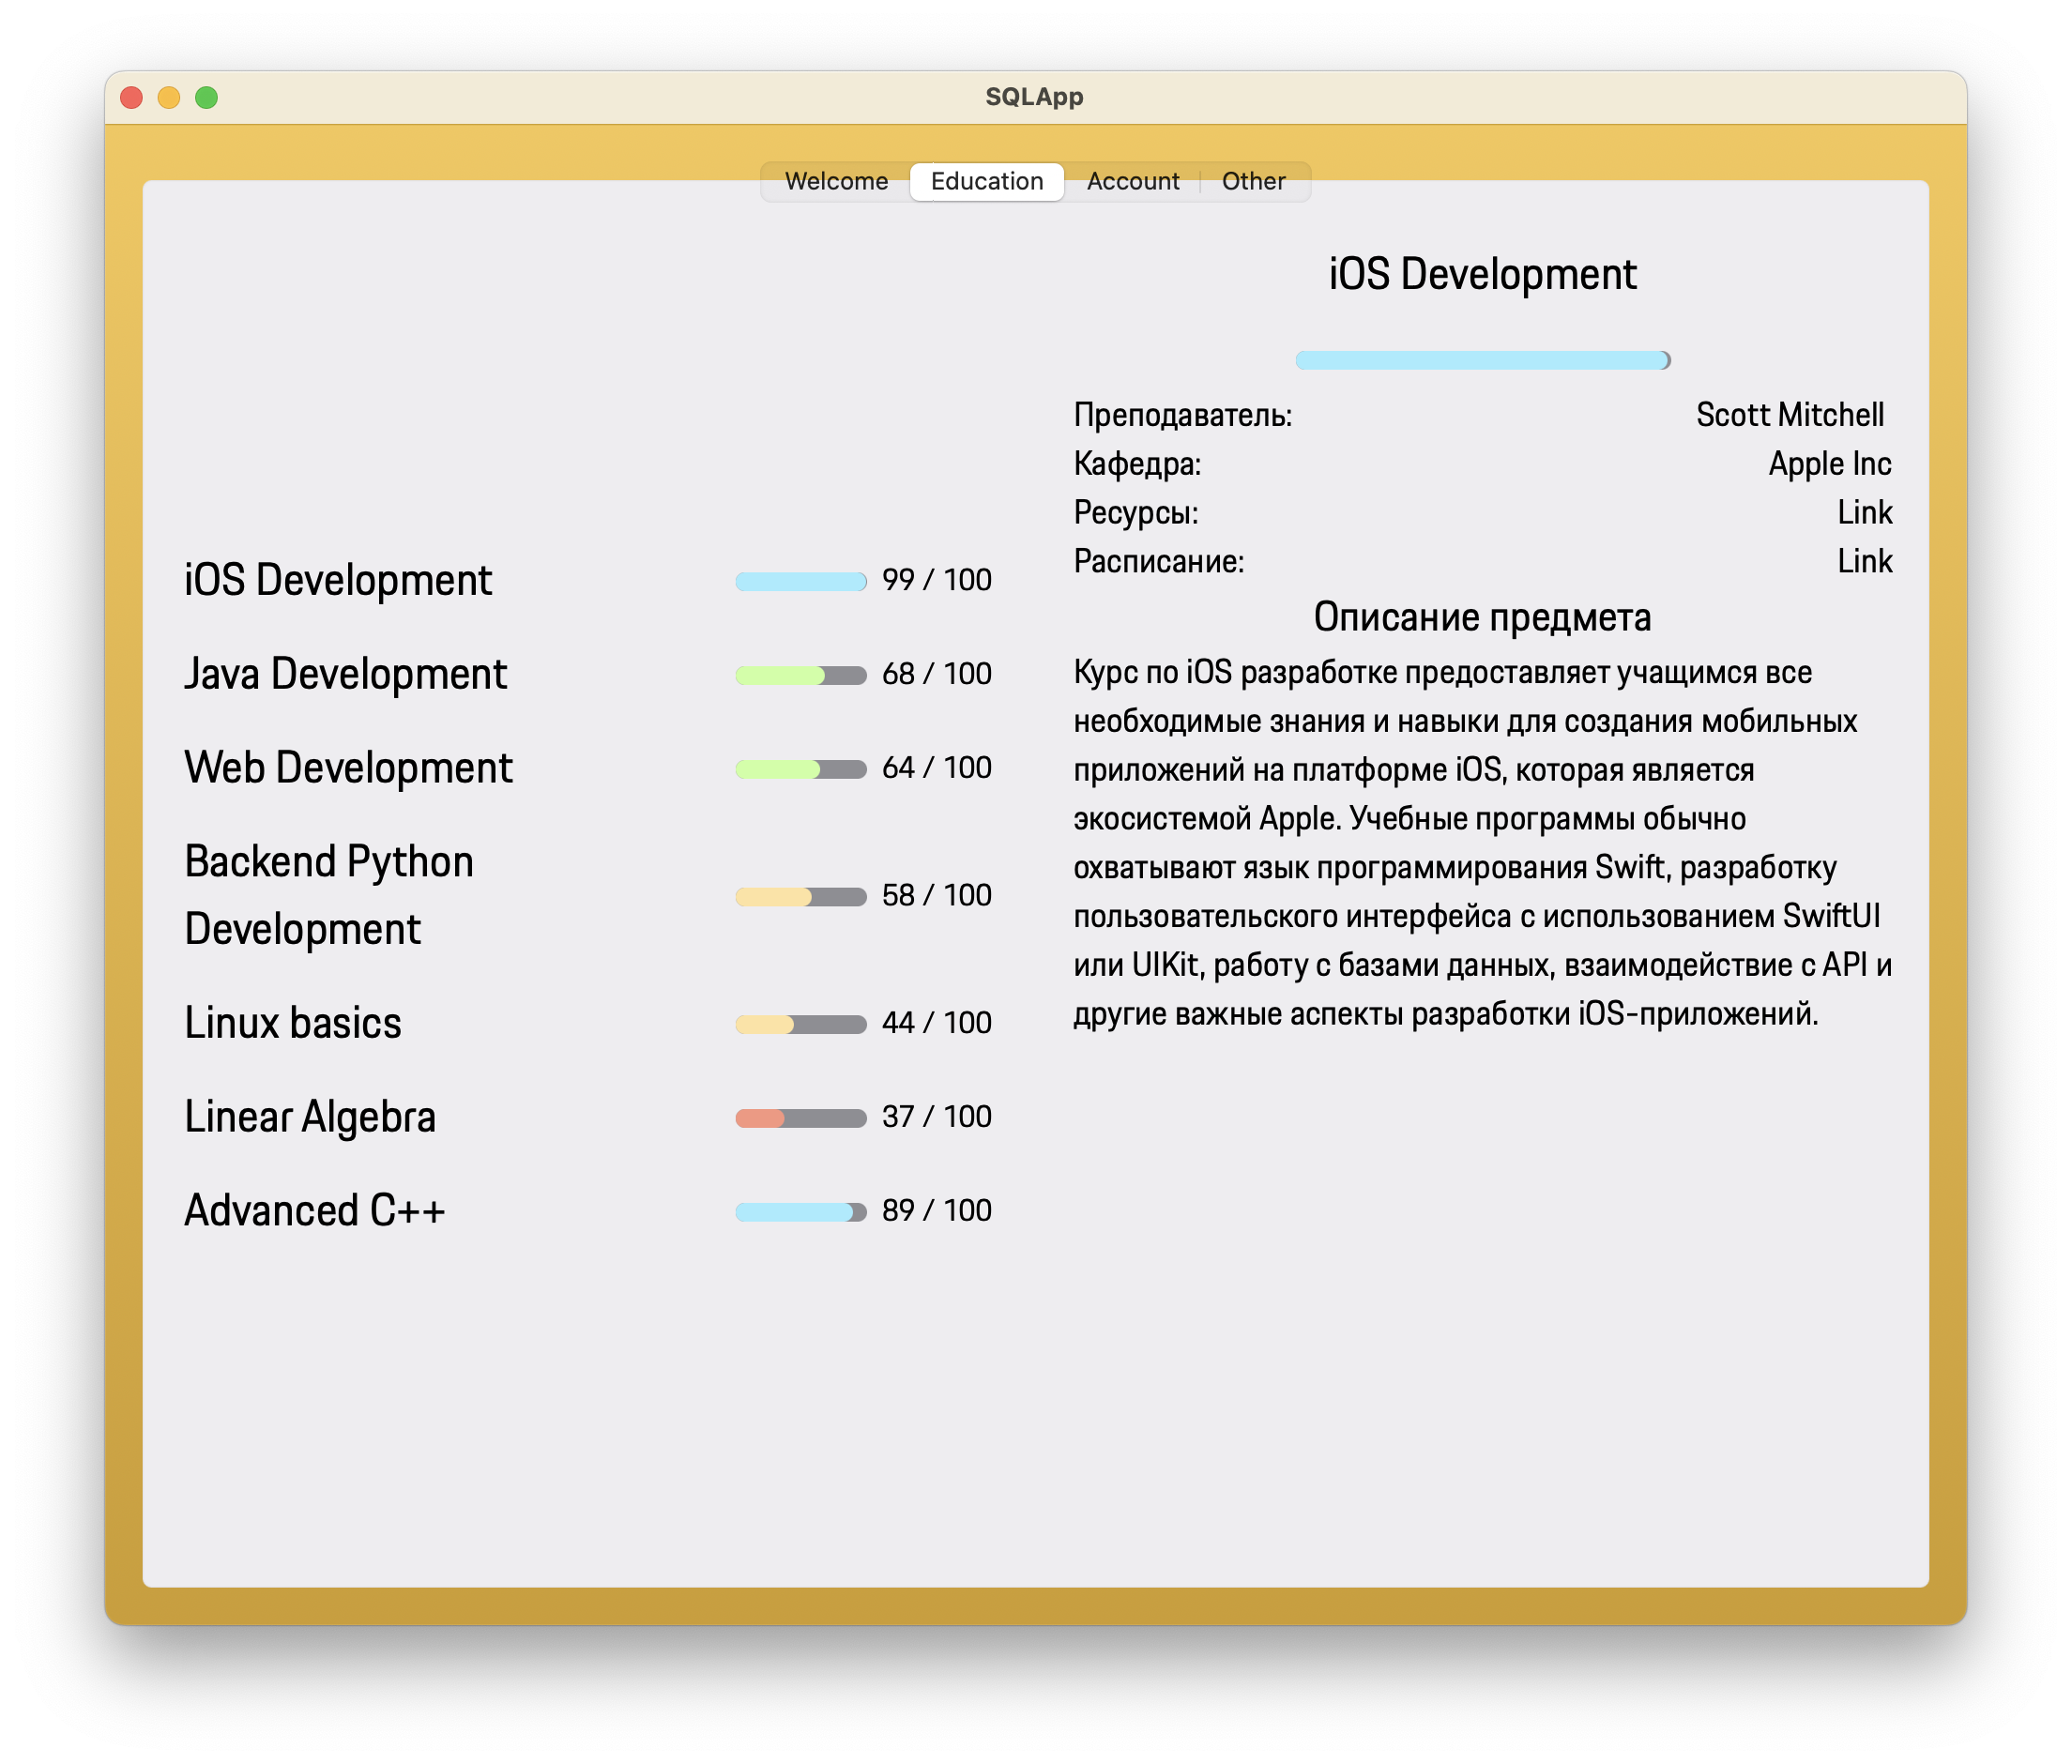 SQLApp
Welcome
Education
Account
Other
iOS Development
99 / 100
Java Development
68 / 100
Web Development
64 / 100
Backend Python
Development
58 / 100
Linux basics
44 / 100
Linear Algebra
37 / 100
Advanced C++
89 / 100
iOS Development
Преподаватель: Scott Mitchell
Кафедра: Apple Inc
Ресурсы: Link
Расписание: Link
Описание предмета
Курс по iOS разработке предоставляет учащимся все
необходимые знания и навыки для создания мобильных
приложений на платформе iOS, которая является
экосистемой Apple. Учебные программы обычно
охватывают язык программирования Swift, разработку
пользовательского интерфейса с использованием SwiftUI
или UIKit, работу с базами данных, взаимодействие с API и
другие важные аспекты разработки iOS-приложений.